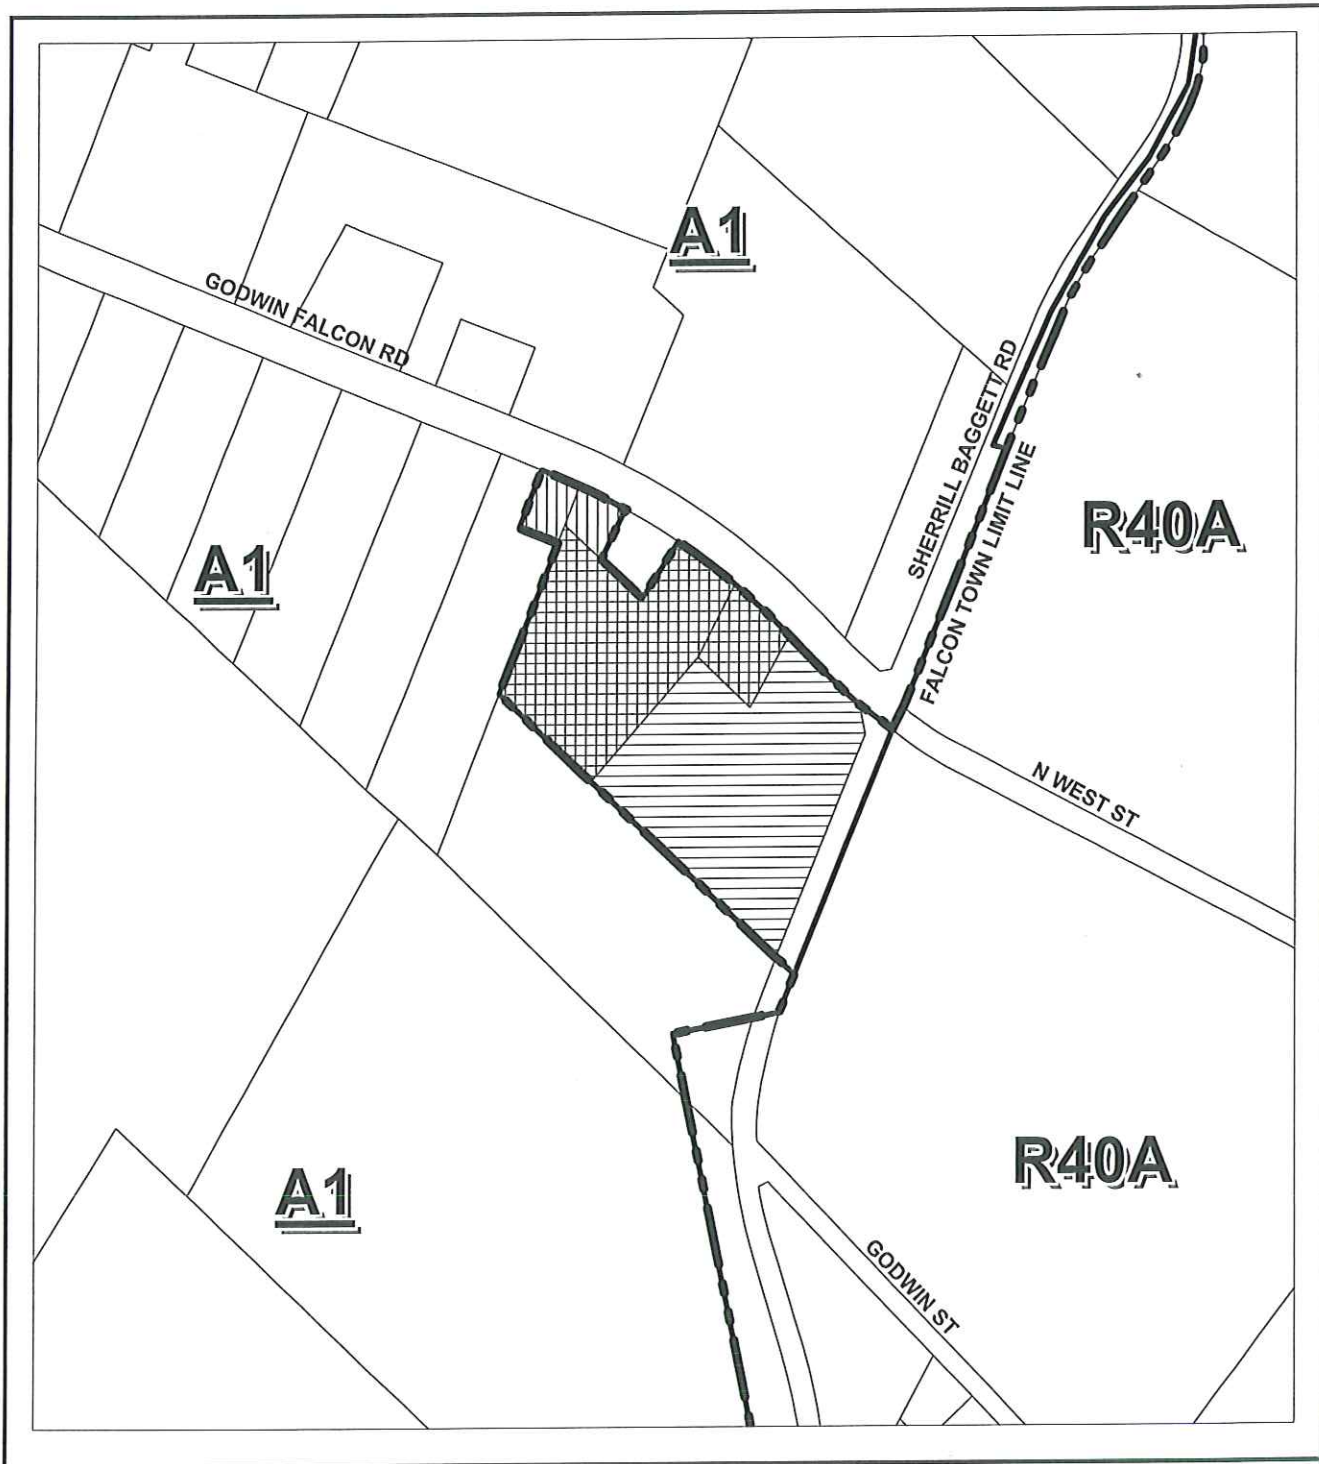 A1
GODWIN FALCON RD
SHERRILL BAGGETT RD
FALCON TOWN LIMIT LINE
R40A
A1
N WEST ST
R40A
A1
GODWIN ST